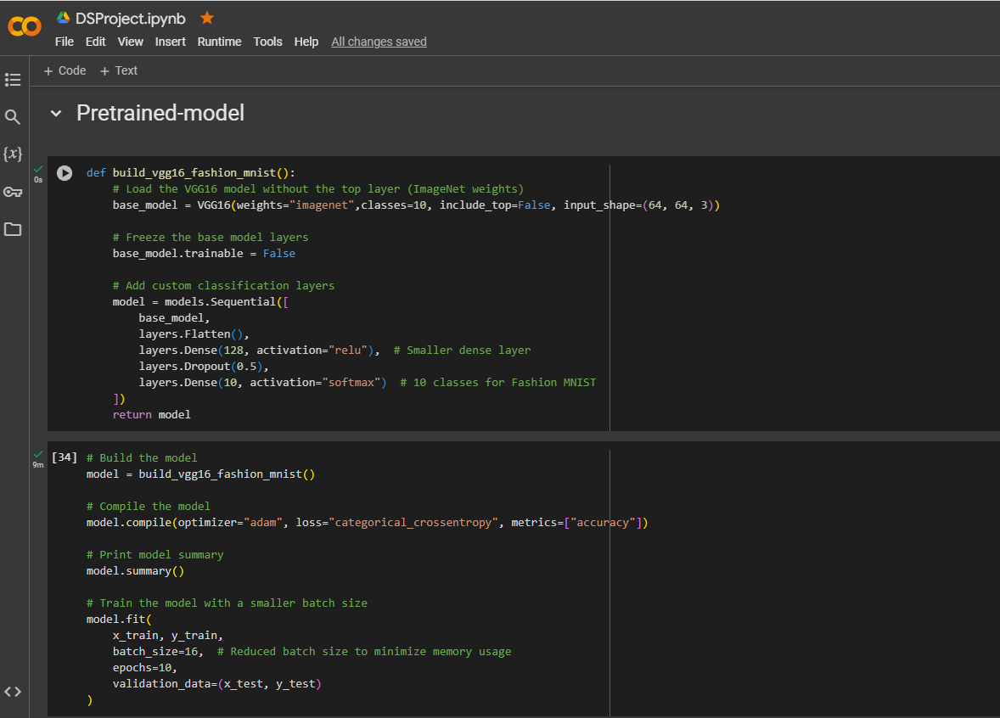 DSProject.ipynb
File Edit View Insert Runtime Tools Help All changes saved
+ Code + Text
Pretrained-model
{x}
0s
def build_vgg16_fashion_mnist():
    # Load the VGG16 model without the top layer (ImageNet weights)
    base_model = VGG16(weights="imagenet",classes=10, include_top=False, input_shape=(64, 64, 3))
    # Freeze the base model layers
    base_model.trainable = False
    # Add custom classification layers
    model = models.Sequential([
        base_model,
        layers.Flatten(),
        layers.Dense(128, activation="relu"),  # Smaller dense layer
        layers.Dropout(0.5),
        layers.Dense(10, activation="softmax")  # 10 classes for Fashion MNIST
    ])
    return model
9m
[34] # Build the model
model = build_vgg16_fashion_mnist()
# Compile the model
model.compile(optimizer="adam", loss="categorical_crossentropy", metrics=["accuracy"])
# Print model summary
model.summary()
# Train the model with a smaller batch size
model.fit(
    x_train, y_train,
    batch_size=16,  # Reduced batch size to minimize memory usage
    epochs=10,
    validation_data=(x_test, y_test)
)